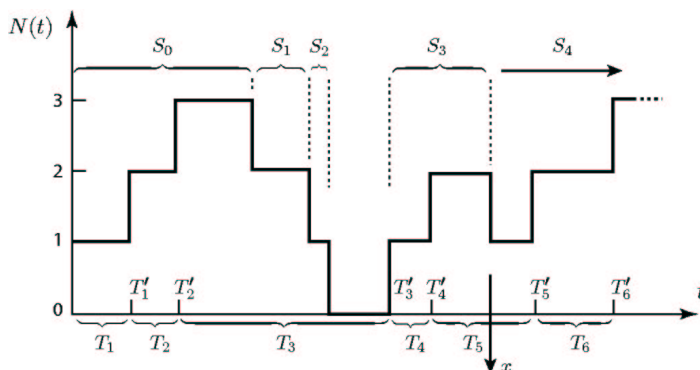 N(t)
S₀ S₁ S₂ S₃ S₄
3
2
1
0
T′₁ T′₂ T′₃ T′₄ T′₅ T′₆
T₁ T₂ T₃ T₄ T₅ T₆
x